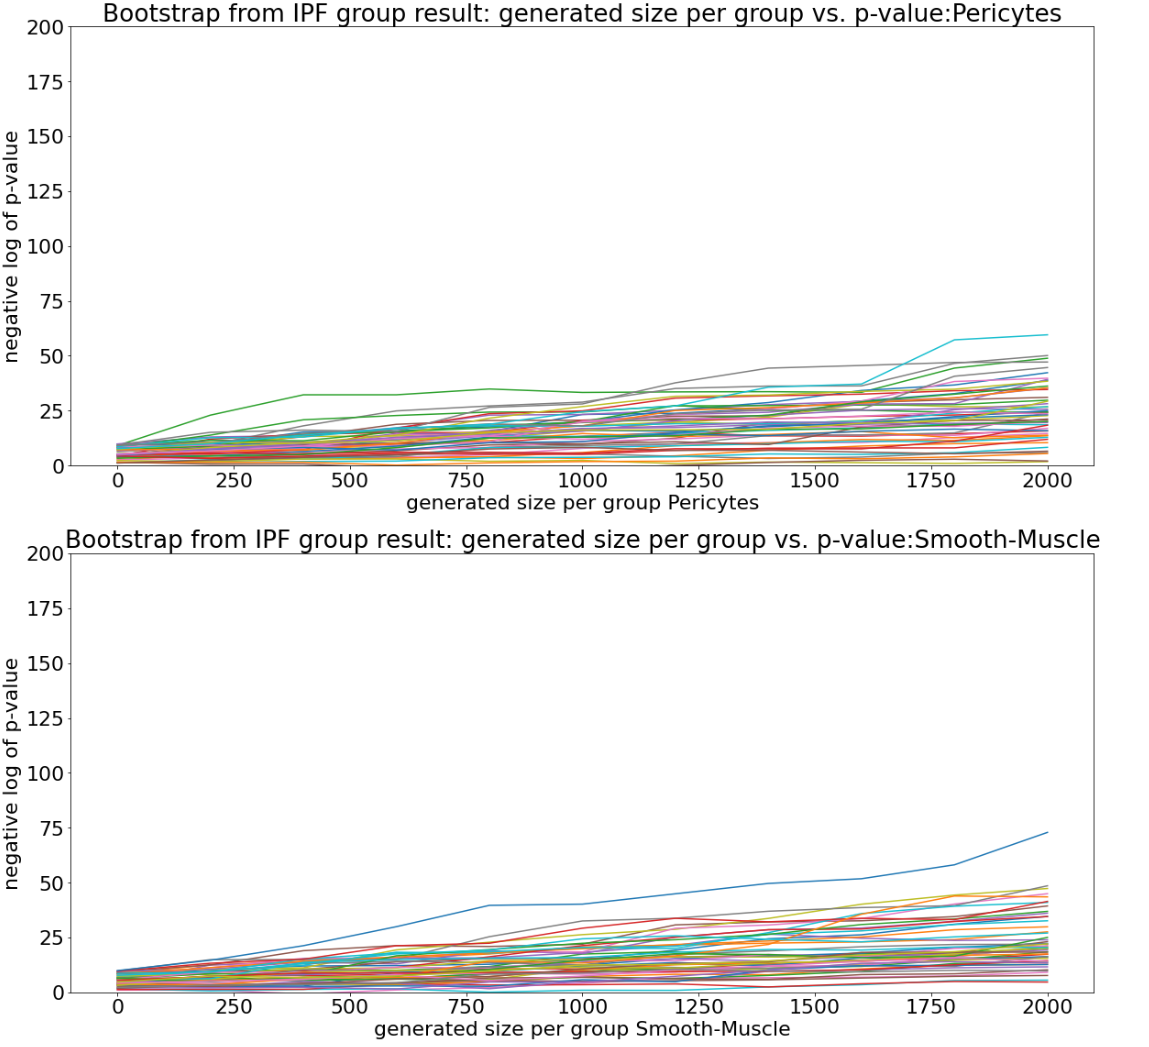 Bootstrap from IPF group result: generated size per group vs. p-value:Pericytes
200
175
150
125
100
75
50
25
0
negative log of p-value
0 250 500 750 1000 1250 1500 1750 2000
generated size per group Pericytes
Bootstrap from IPF group result: generated size per group vs. p-value:Smooth-Muscle
200
175
150
125
100
75
50
25
0
negative log of p-value
0 250 500 750 1000 1250 1500 1750 2000
generated size per group Smooth-Muscle